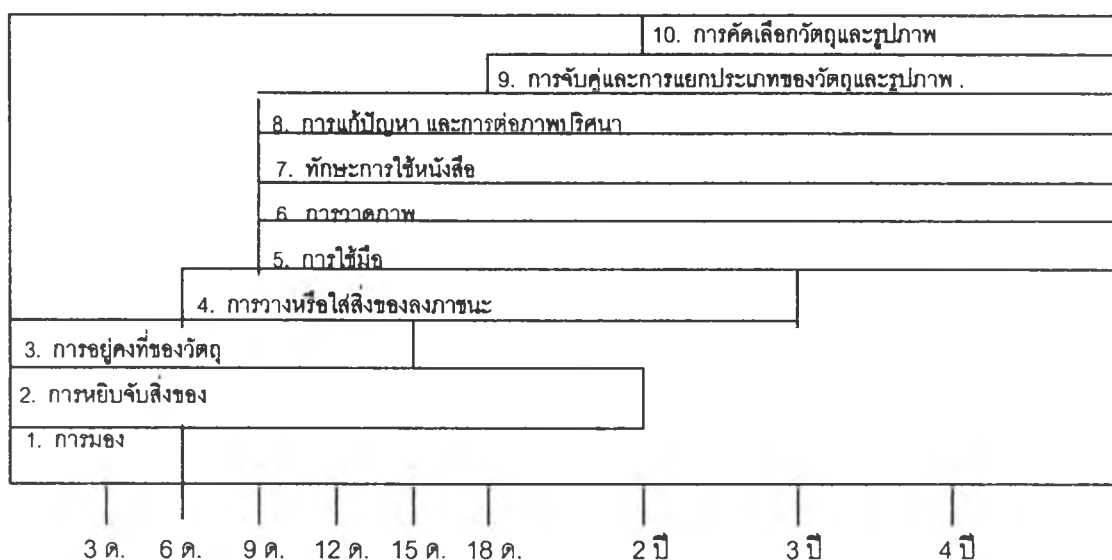 10. การคัดเลือกวัตถุและรูปภาพ
9. การจับคู่และการแยกประเภทของวัตถุและรูปภาพ .
8. การแก้ปัญหา และการต่อภาพปริศนา
7. ทักษะการใช้หนังสือ
6. การวาดภาพ
5. การใช้มือ
4. การวางหรือใส่สิ่งของลงภาชนะ
3. การอยู่คงที่ของวัตถุ
2. การหยิบจับสิ่งของ
1. การมอง
3 ด. 6 ด. 9 ด. 12 ด. 15 ด. 18 ด. 2 ปี 3 ปี 4 ปี